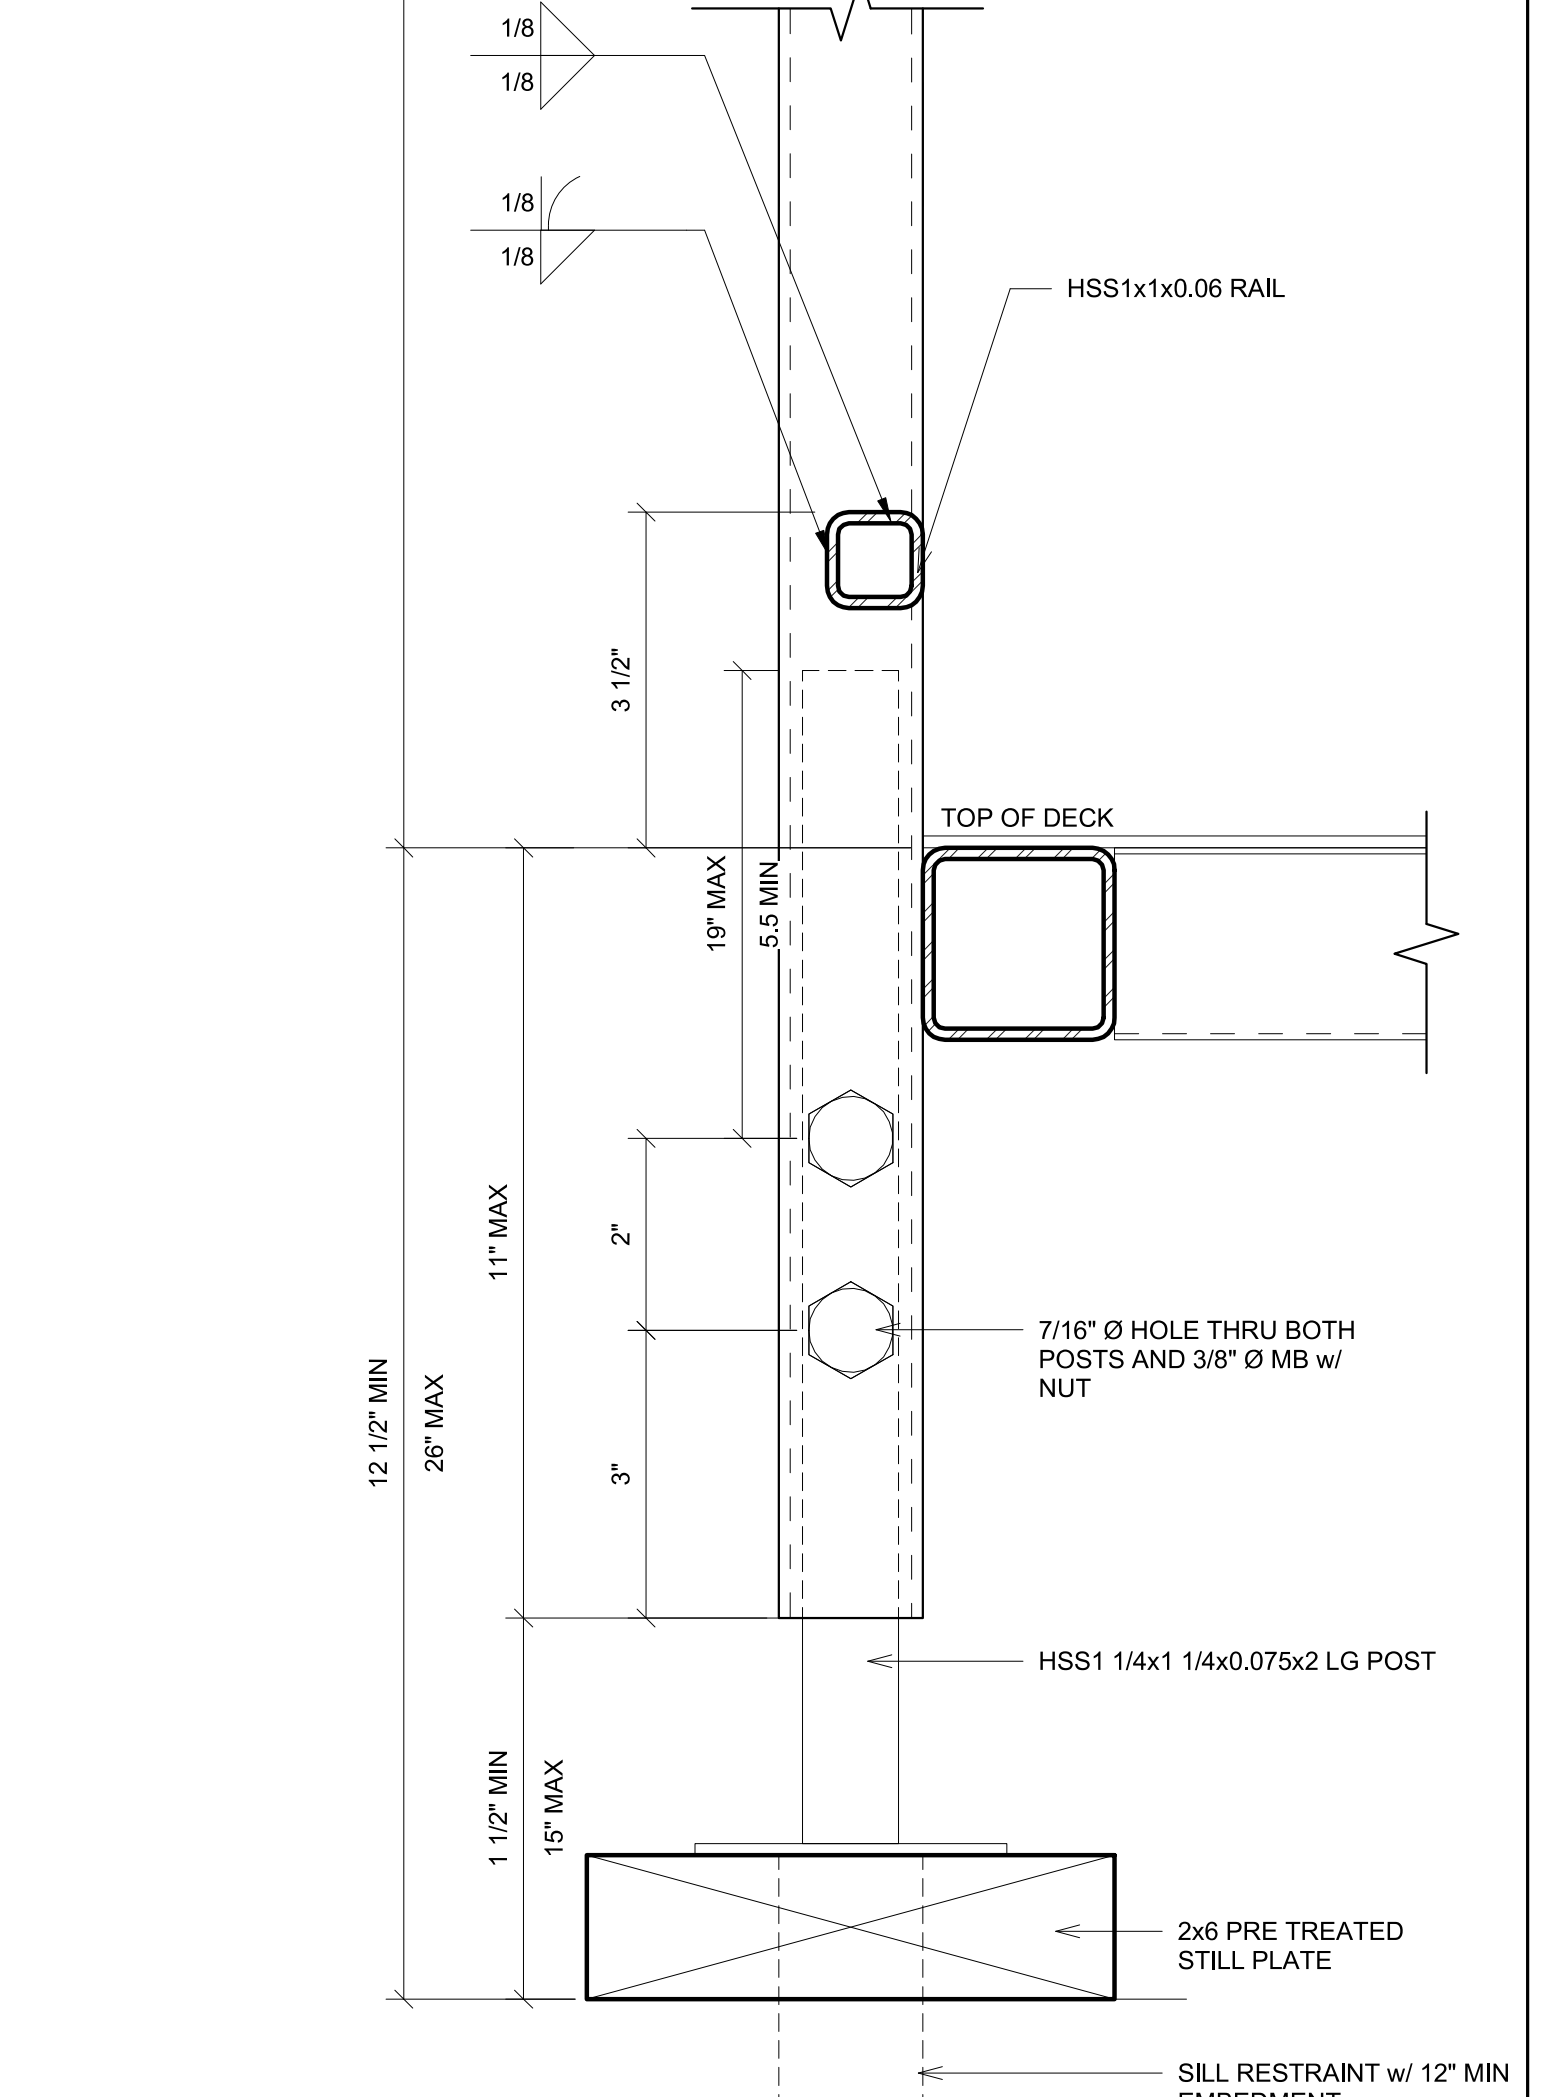 1/8
1/8
1/8
1/8
HSS1x1x0.06 RAIL
3 1/2"
TOP OF DECK
19" MAX
5.5 MIN
11" MAX
2"
7/16" Ø HOLE THRU BOTH
POSTS AND 3/8" Ø MB w/
NUT
12 1/2" MIN
26" MAX
3"
HSS1 1/4x1 1/4x0.075x2 LG POST
1 1/2" MIN
15" MAX
2x6 PRE TREATED
STILL PLATE
SILL RESTRAINT w/ 12" MIN
EMBEDMENT